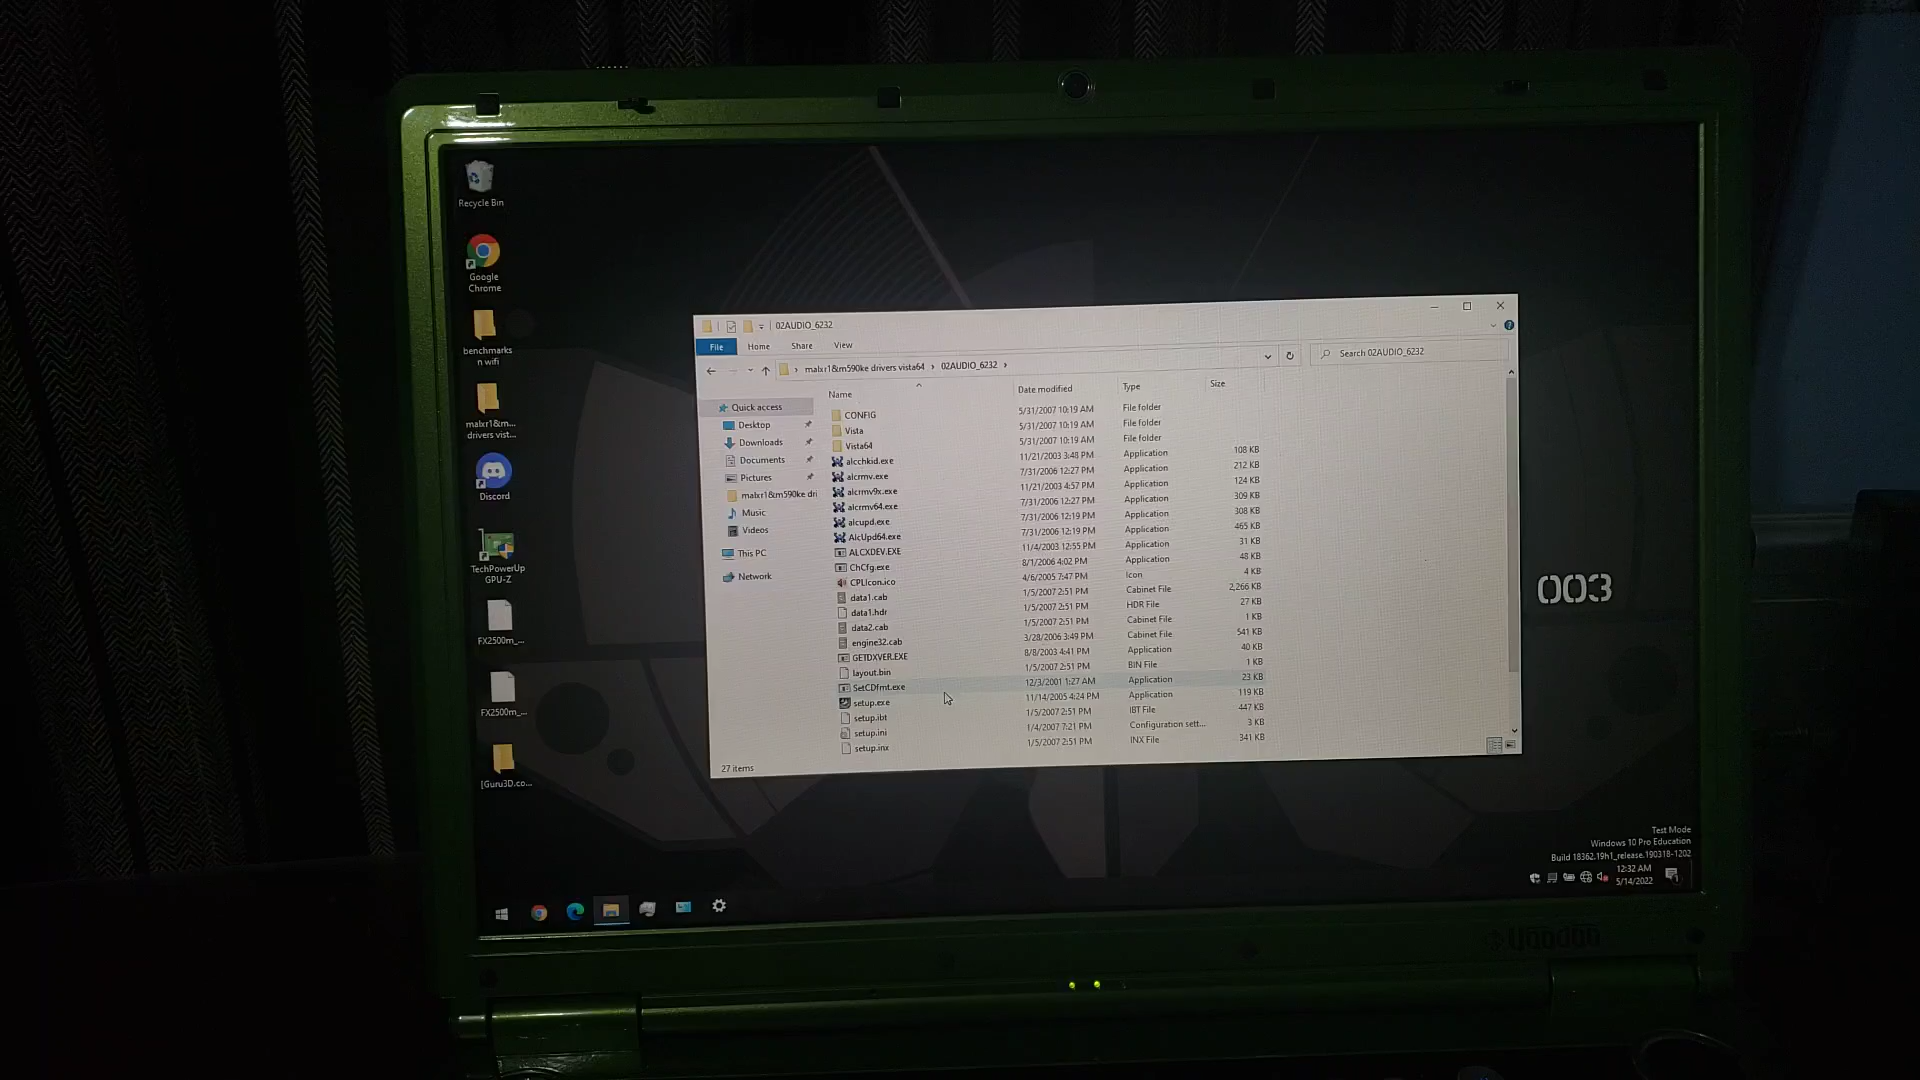 Recycle Bin
Google
Chrome
benchmarks
n wifi
malxr1&m...
drivers vist...
Discord
TechPowerUp
GPU-Z
FX2500m_...
FX2500m_...
[Guru3D.co...
02AUDIO_6232
File Home Share View
malxr1&m590ke drivers vista64 › 02AUDIO_6232 ›
Search 02AUDIO_6232
Name Date modified Type Size
Quick access
Desktop
Downloads
Documents
Pictures
malxr1&m590ke dri
Music
Videos
This PC
Network
CONFIG 5/31/2007 10:19 AM File folder
Vista 5/31/2007 10:19 AM File folder
Vista64 5/31/2007 10:19 AM File folder
alcchkid.exe 11/21/2003 3:48 PM Application 108 KB
alcrmv.exe 7/31/2006 12:27 PM Application 212 KB
alcrmv9x.exe 11/21/2003 4:57 PM Application 124 KB
alcrmv64.exe 7/31/2006 12:27 PM Application 309 KB
alcupd.exe 7/31/2006 12:19 PM Application 308 KB
AlcUpd64.exe 7/31/2006 12:19 PM Application 465 KB
ALCXDEV.EXE 11/4/2003 12:55 PM Application 31 KB
ChCfg.exe 8/1/2006 4:02 PM Application 48 KB
CPLIcon.ico 4/6/2005 7:47 PM Icon 4 KB
data1.cab 1/5/2007 2:51 PM Cabinet File 2,266 KB
data1.hdr 1/5/2007 2:51 PM HDR File 27 KB
data2.cab 1/5/2007 2:51 PM Cabinet File 1 KB
engine32.cab 3/28/2006 3:49 PM Cabinet File 541 KB
GETDXVER.EXE 8/8/2003 4:41 PM Application 40 KB
layout.bin 1/5/2007 2:51 PM BIN File 1 KB
SetCDfmt.exe 12/3/2001 1:27 AM Application 23 KB
setup.exe 11/14/2005 4:24 PM Application 119 KB
setup.ibt 1/5/2007 2:51 PM IBT File 447 KB
setup.ini 1/4/2007 7:21 PM Configuration sett... 3 KB
setup.inx 1/5/2007 2:51 PM INX File 341 KB
27 items
003
Test Mode
Windows 10 Pro Education
Build 18362.19h1_release.190318-1202
12:32 AM
5/14/2022
VooDoo